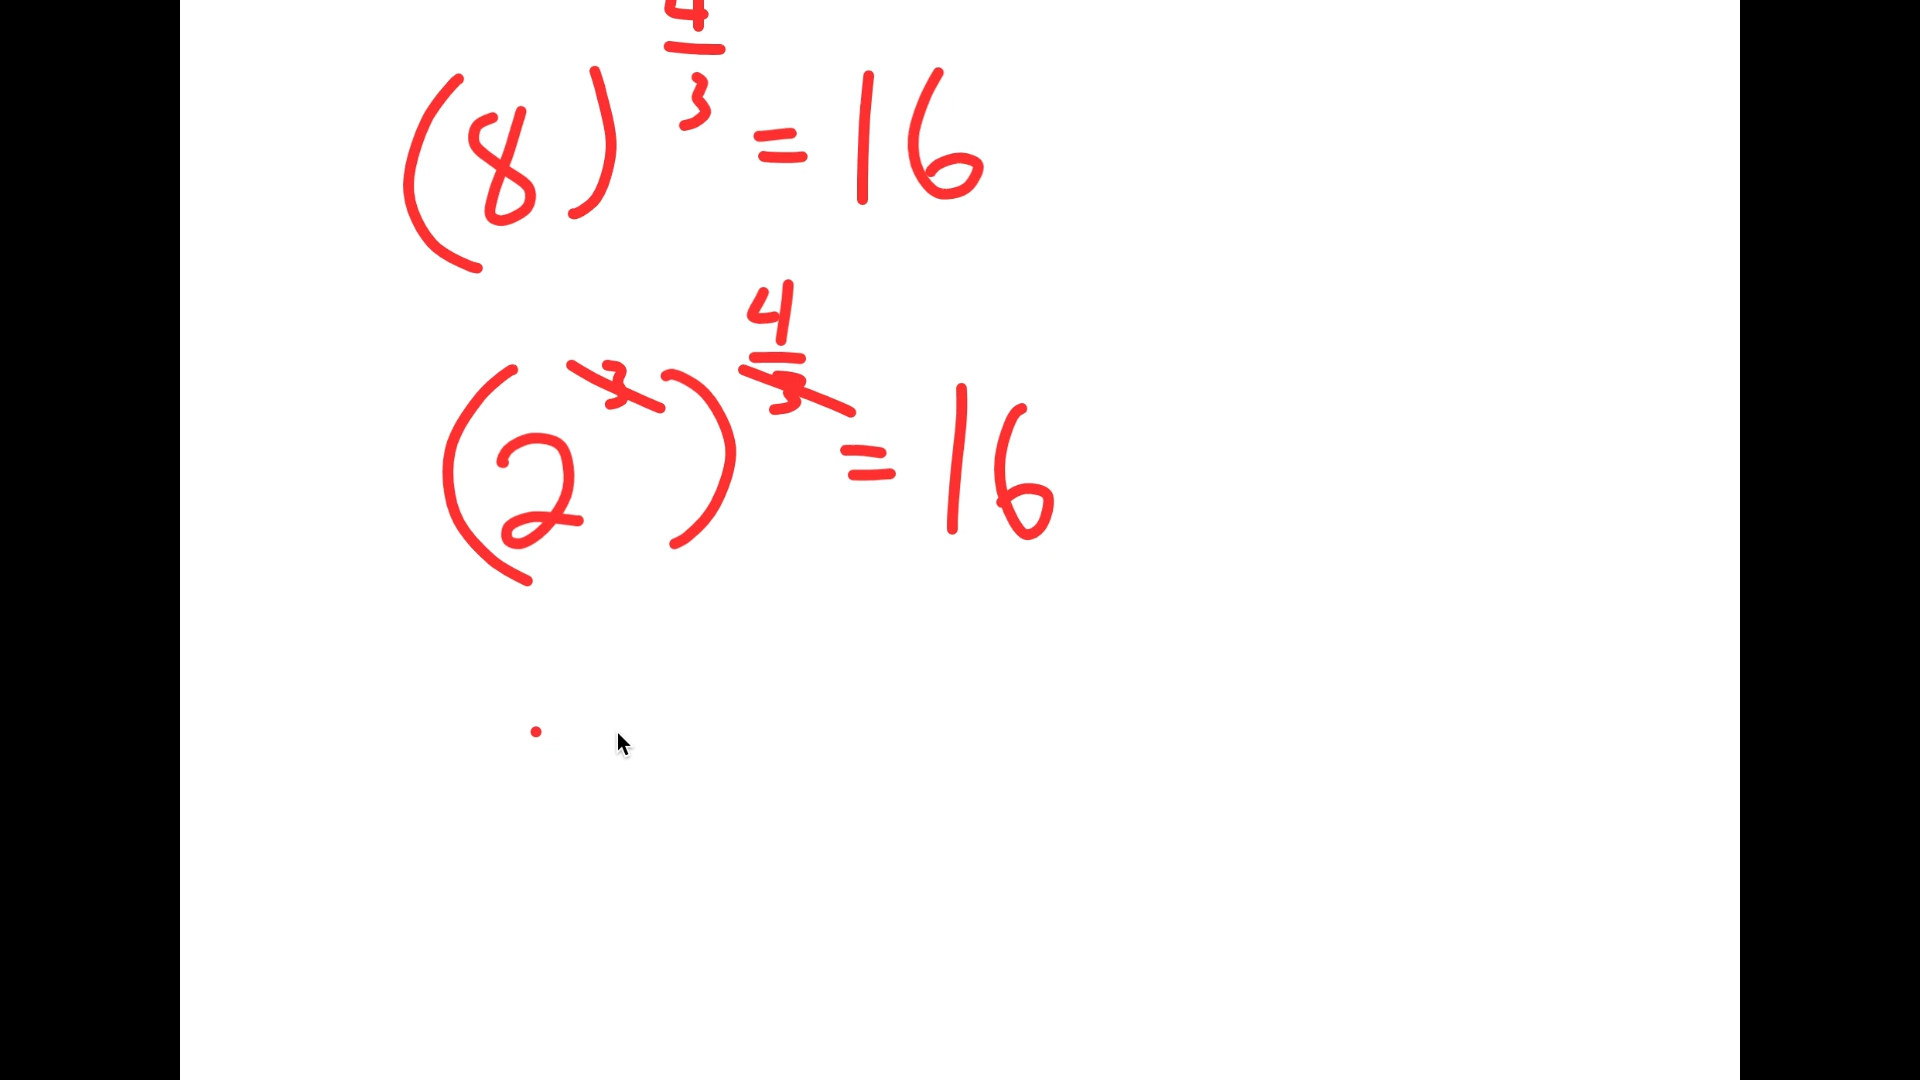 (8)^(4/3) = 16
(2^3)^(4/3) = 16